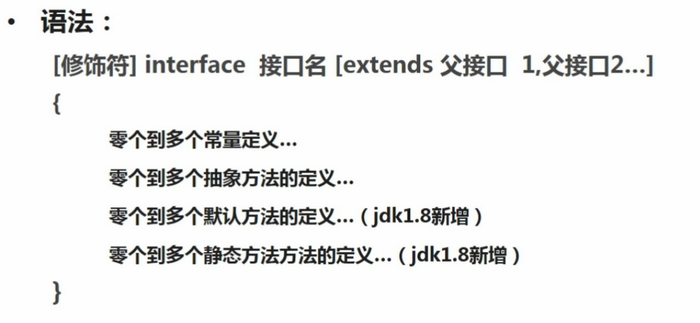 • 语法：
[修饰符] interface 接口名 [extends 父接口 1,父接口2…]
{
零个到多个常量定义…
零个到多个抽象方法的定义…
零个到多个默认方法的定义…（jdk1.8新增）
零个到多个静态方法方法的定义…（jdk1.8新增）
}